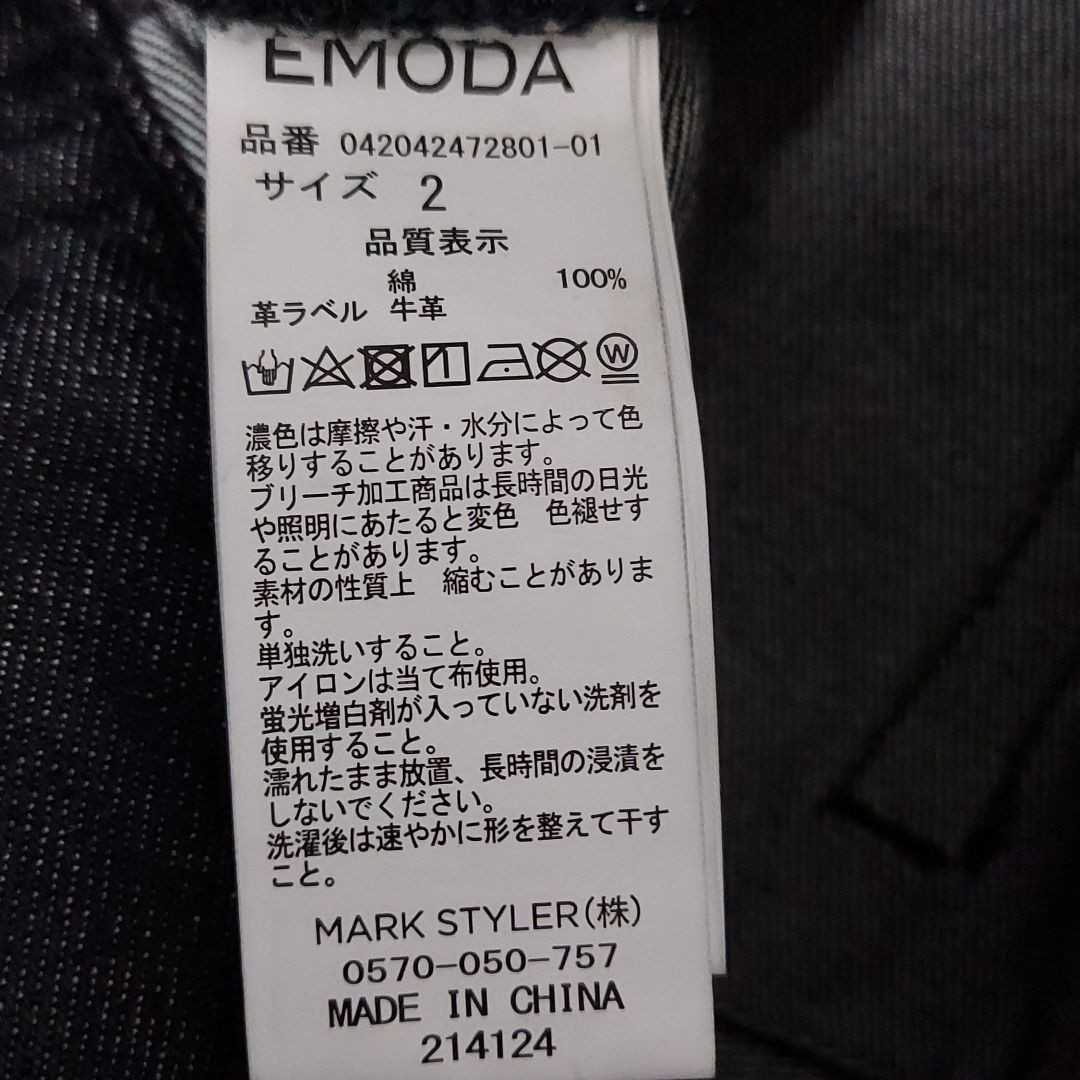 EMODA
品番 042042472801-01
サイズ 2
品質表示
綿 100%
革ラベル 牛革
W
濃色は摩擦や汗・水分によって色
移りすることがあります。
ブリーチ加工商品は長時間の日光
や照明にあたると変色 色褪せす
ることがあります。
素材の性質上 縮むことがありま
す。
単独洗いすること。
アイロンは当て布使用。
蛍光増白剤が入っていない洗剤を
使用すること。
濡れたまま放置、長時間の浸漬を
しないでください。
洗濯後は速やかに形を整えて干す
こと。
MARK STYLER(株)
0570-050-757
MADE IN CHINA
214124